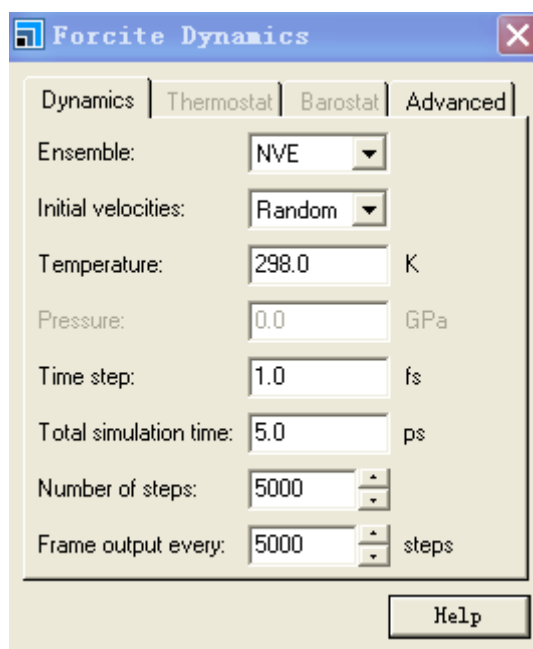 Forcite Dynamics
Dynamics Thermostat Barostat Advanced
Ensemble: NVE
Initial velocities: Random
Temperature: 298.0 K
Pressure: 0.0 GPa
Time step: 1.0 fs
Total simulation time: 5.0 ps
Number of steps: 5000
Frame output every: 5000 steps
Help